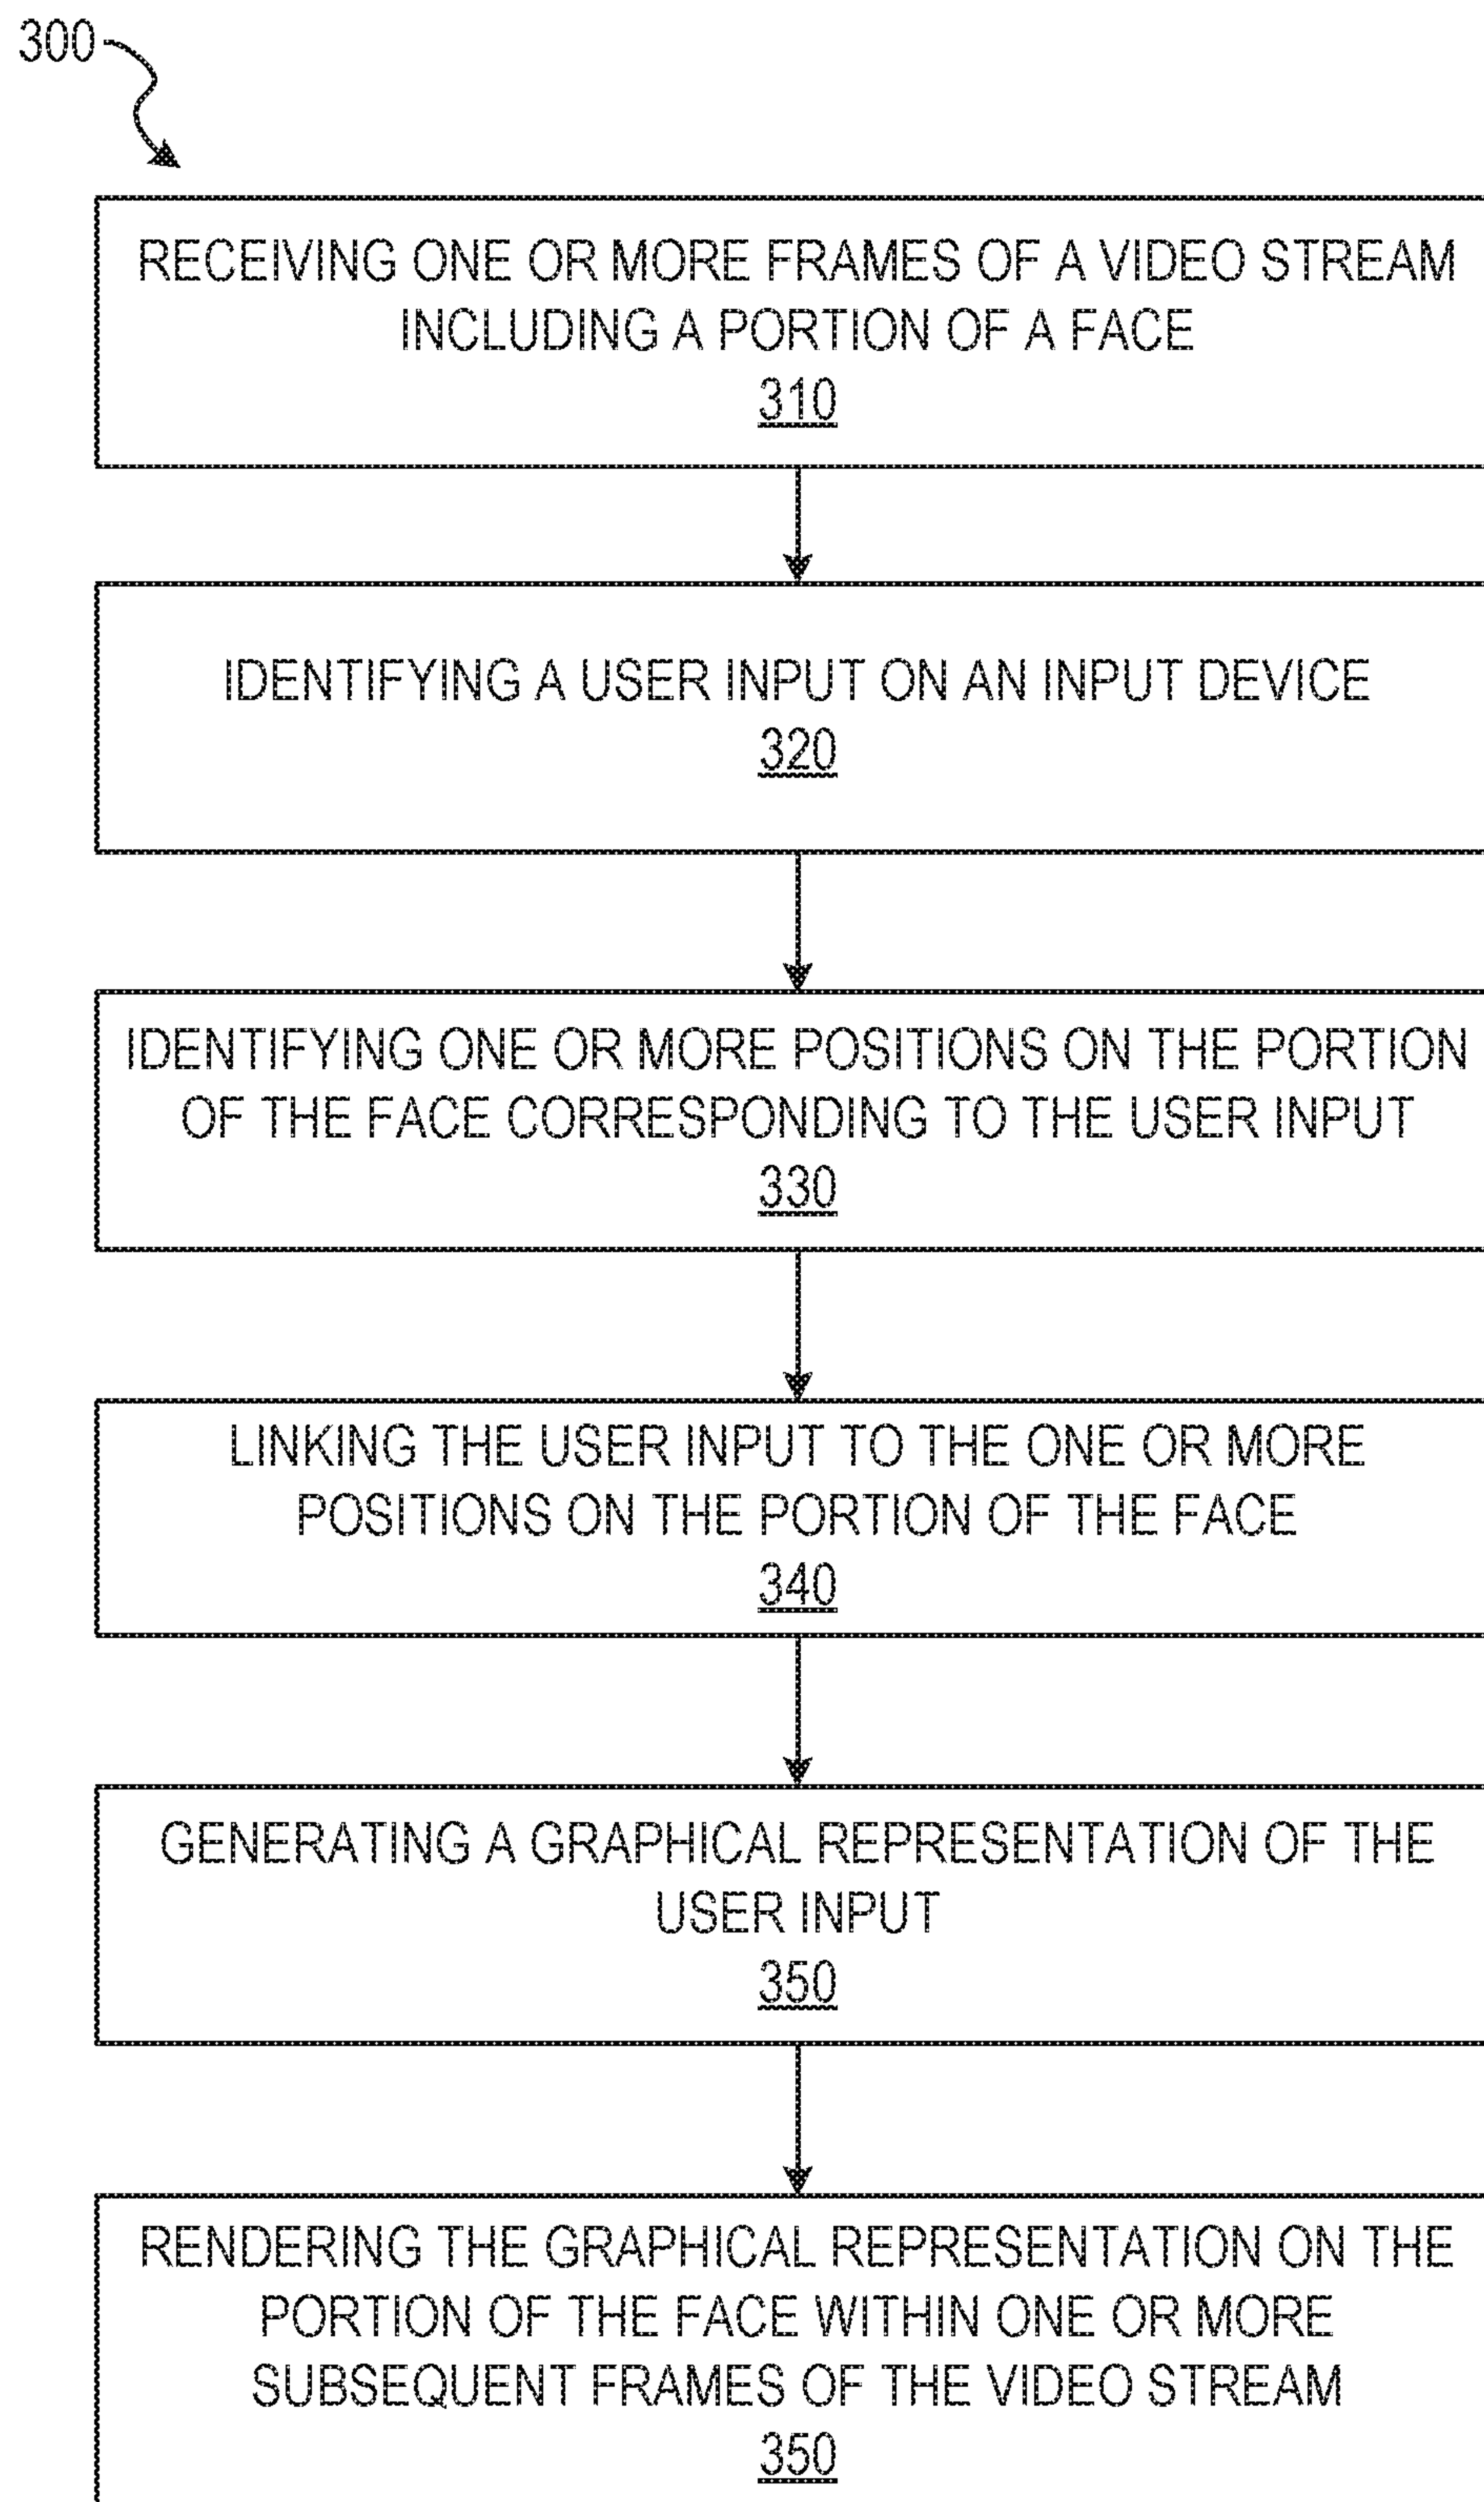 300
RECEIVING ONE OR MORE FRAMES OF A VIDEO STREAM
INCLUDING A PORTION OF A FACE
310
IDENTIFYING A USER INPUT ON AN INPUT DEVICE
320
IDENTIFYING ONE OR MORE POSITIONS ON THE PORTION
OF THE FACE CORRESPONDING TO THE USER INPUT
330
LINKING THE USER INPUT TO THE ONE OR MORE
POSITIONS ON THE PORTION OF THE FACE
340
GENERATING A GRAPHICAL REPRESENTATION OF THE
USER INPUT
350
RENDERING THE GRAPHICAL REPRESENTATION ON THE
PORTION OF THE FACE WITHIN ONE OR MORE
SUBSEQUENT FRAMES OF THE VIDEO STREAM
350